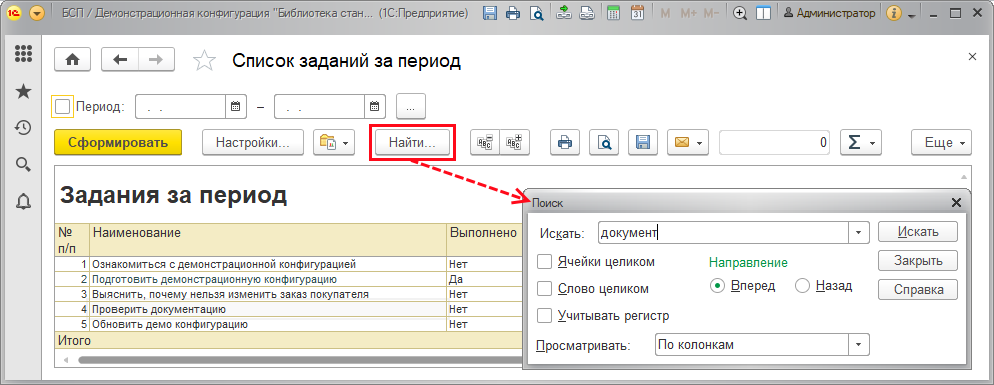 1С БСП / Демонстрационная конфигурация "Библиотека стан... (1С:Предприятие) M M+ M- Администратор i
Список заданий за период
Период: . . – . . ...
Сформировать Настройки... Найти... 0 Σ Еще
Задания за период
№ п/п Наименование Выполнено
1 Ознакомиться с демонстрационной конфигурацией Нет
2 Подготовить демонстрационную конфигурацию Да
3 Выяснить, почему нельзя изменить заказ покупателя Нет
4 Проверить документацию Нет
5 Обновить демо конфигурацию Нет
Итого
Поиск
Искать: документ Искать
Ячейки целиком Направление Закрыть
Слово целиком Вперед Назад Справка
Учитывать регистр
Просматривать: По колонкам